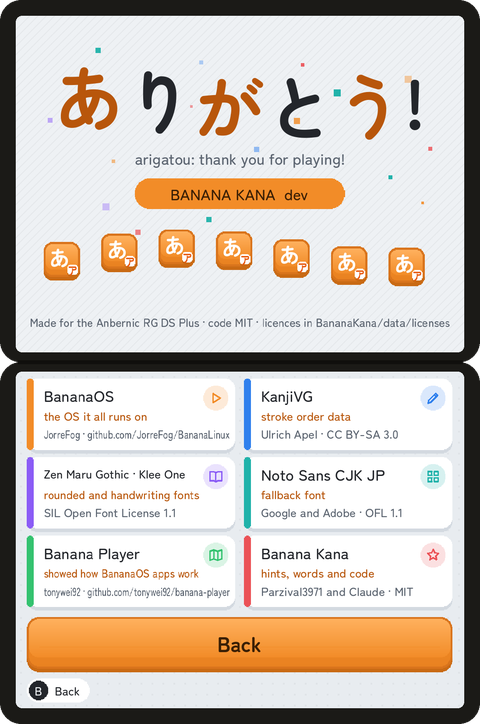 ありがとう!
arigatou: thank you for playing!
BANANA KANA dev
あア あア あア あア あア あア あア
Made for the Anbernic RG DS Plus · code MIT · licences in BananaKana/data/licenses
BananaOS
the OS it all runs on
JorreFog · github.com/JorreFog/BananaLinux
KanjiVG
stroke order data
Ulrich Apel · CC BY-SA 3.0
Zen Maru Gothic · Klee One
rounded and handwriting fonts
SIL Open Font License 1.1
Noto Sans CJK JP
fallback font
Google and Adobe · OFL 1.1
Banana Player
showed how BananaOS apps work
tonywei92 · github.com/tonywei92/banana-player
Banana Kana
hints, words and code
Parzival3971 and Claude · MIT
Back
B Back